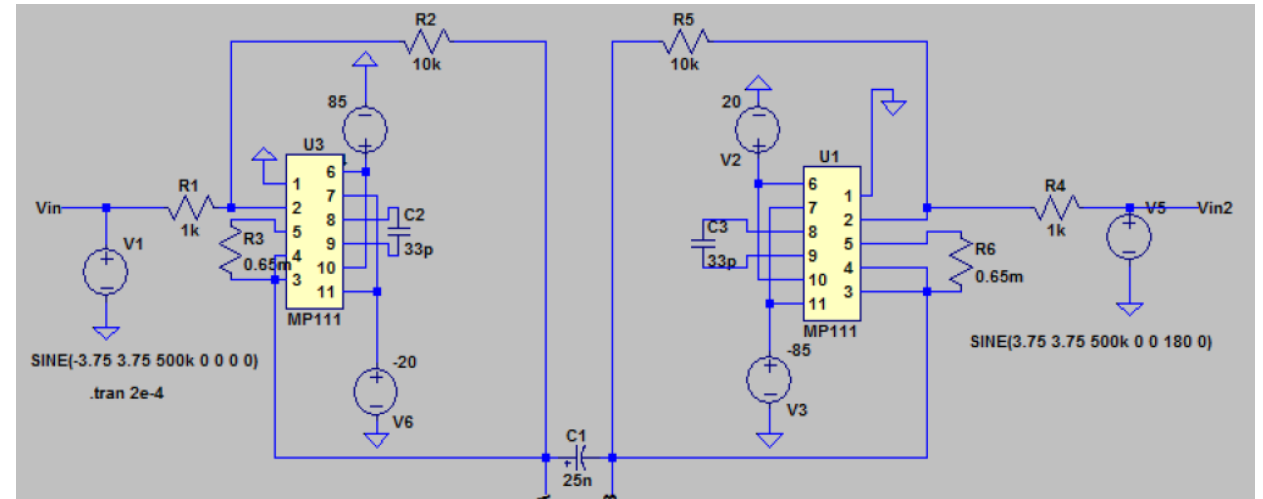 R2
10k
R5
10k
85
20
V2
U3
U1
1
2
5
4
3
6
7
8
9
10
11
MP111
6
7
8
9
10
11
1
2
5
4
3
MP111
Vin
R1
1k
V1
R3
0.65m
C2
33p
C3
33p
R4
1k
V5
Vin2
R6
0.65m
SINE(-3.75 3.75 500k 0 0 0 0)
.tran 2e-4
-20
V6
-85
V3
SINE(3.75 3.75 500k 0 0 180 0)
C1
25n